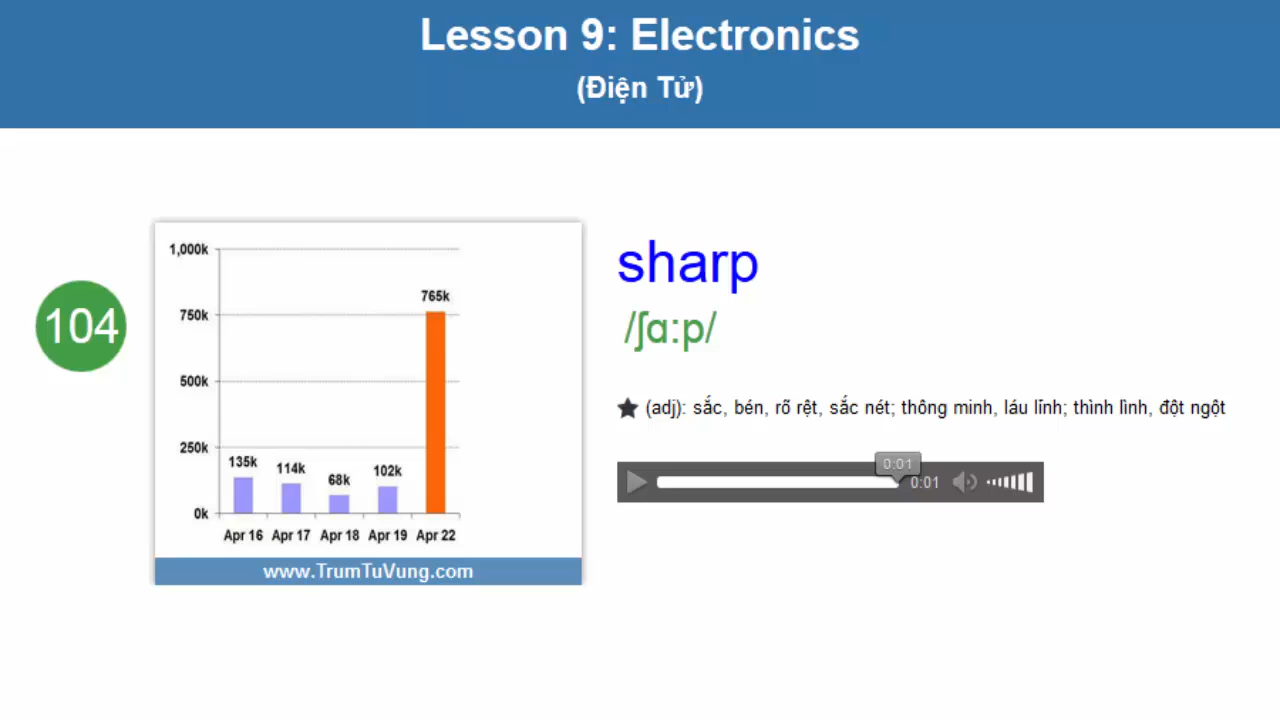 Lesson 9: Electronics
(Điện Tử)
104
1,000k
750k
500k
250k
0k
135k
114k
68k
102k
765k
Apr 16 Apr 17 Apr 18 Apr 19 Apr 22
www.TrumTuVung.com
sharp
/ʃɑːp/
(adj): sắc, bén, rõ rệt, sắc nét; thông minh, láu lĩnh; thình lình, đột ngột
0:01
0:01